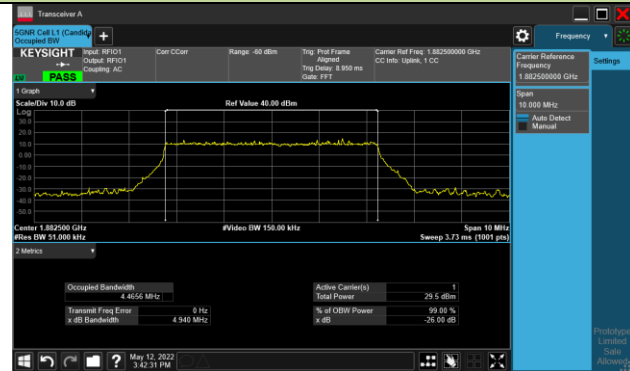 Transceiver A
5GNR Cell L1 (Candid
Occupied BW
Frequency
KEYSIGHT
PASS
Input: RFIO1
Output: RFIO1
Coupling: AC
Corr CCorr
Range: -60 dBm
Trig: Prst Frame
Aligned
Trig Delay: 8.950 ms
Gate: FFT
Carrier Ref Freq: 1.882500000 GHz
CC Info: Uplink, 1 CC
Carrier Reference
Frequency
1.882500000 GHz
Settings
Span
10.000 MHz
Auto Detect
Manual
1 Graph
Scale/Div 10.0 dB
Ref Value 40.00 dBm
Log
30.0
20.0
10.0
0.00
-10.0
-20.0
-30.0
-40.0
-50.0
Center 1.882500 GHz
#Video BW 150.00 kHz
Span 10 MHz
#Res BW 51.000 kHz
Sweep 3.73 ms (1001 pts)
2 Metrics
Occupied Bandwidth
4.4656 MHz
Active Carrier(s) 1
Total Power 29.5 dBm
Transmit Freq Error 0 Hz
x dB Bandwidth 4.940 MHz
% of OBW Power 99.00 %
x dB -26.00 dB
Prototype
Limited
Sale
Allowed
May 12, 2022
3:42:31 PM